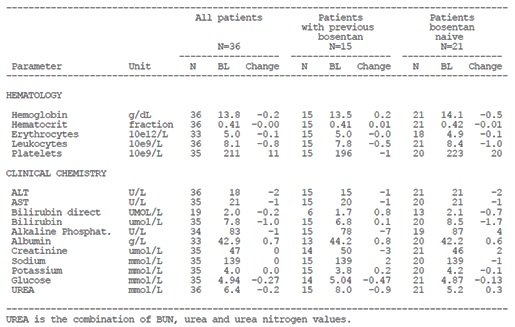 All patients Patients Patients
with previous bosentan
bosentan naive
N=36 N=15 N=21
Parameter Unit N BL Change N BL Change N BL Change
HEMATOLOGY
Hemoglobin g/dL 36 13.8 -0.2 15 13.5 0.2 21 14.1 -0.5
Hematocrit fraction 36 0.41 -0.00 15 0.41 0.01 21 0.42 -0.01
Erythrocytes 10e12/L 33 5.0 -0.1 15 5.0 -0.0 18 4.9 -0.1
Leukocytes 10e9/L 36 8.1 -0.8 15 7.8 -0.5 21 8.4 -1.0
Platelets 10e9/L 35 211 11 15 196 -1 20 223 20
CLINICAL CHEMISTRY
ALT U/L 36 18 -2 15 15 -1 21 21 -2
AST U/L 35 21 -1 15 20 -1 20 21 -1
Bilirubin direct UMOL/L 19 2.0 -0.2 6 1.7 0.8 13 2.1 -0.7
Bilirubin umol/L 35 7.8 -1.0 15 6.8 0.1 20 8.5 -1.7
Alkaline Phosphat. U/L 34 83 -1 15 78 -7 19 87 4
Albumin g/L 33 42.9 0.7 13 44.2 0.8 20 42.2 0.6
Creatinine umol/L 35 47 0 14 50 -3 21 46 2
Sodium mmol/L 35 139 0 15 139 2 20 139 -1
Potassium mmol/L 35 4.0 0.0 15 3.8 0.2 20 4.2 -0.1
Glucose mmol/L 35 4.94 -0.27 14 5.04 -0.47 21 4.87 -0.13
UREA mmol/L 36 6.4 -0.2 15 8.0 -0.9 21 5.2 0.3
UREA is the combination of BUN, urea and urea nitrogen values.